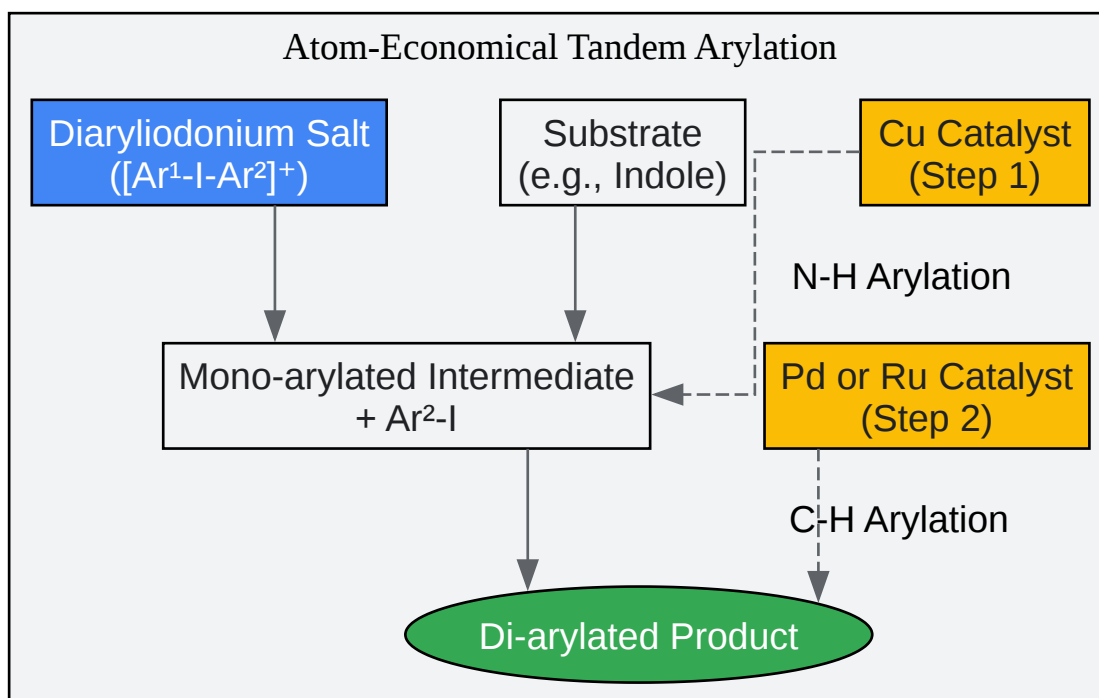 Atom-Economical Tandem Arylation
Diaryliodonium Salt
([Ar¹-I-Ar²]⁺)
Substrate
(e.g., Indole)
Cu Catalyst
(Step 1)
N-H Arylation
Mono-arylated Intermediate
+ Ar²-I
Pd or Ru Catalyst
(Step 2)
C-H Arylation
Di-arylated Product